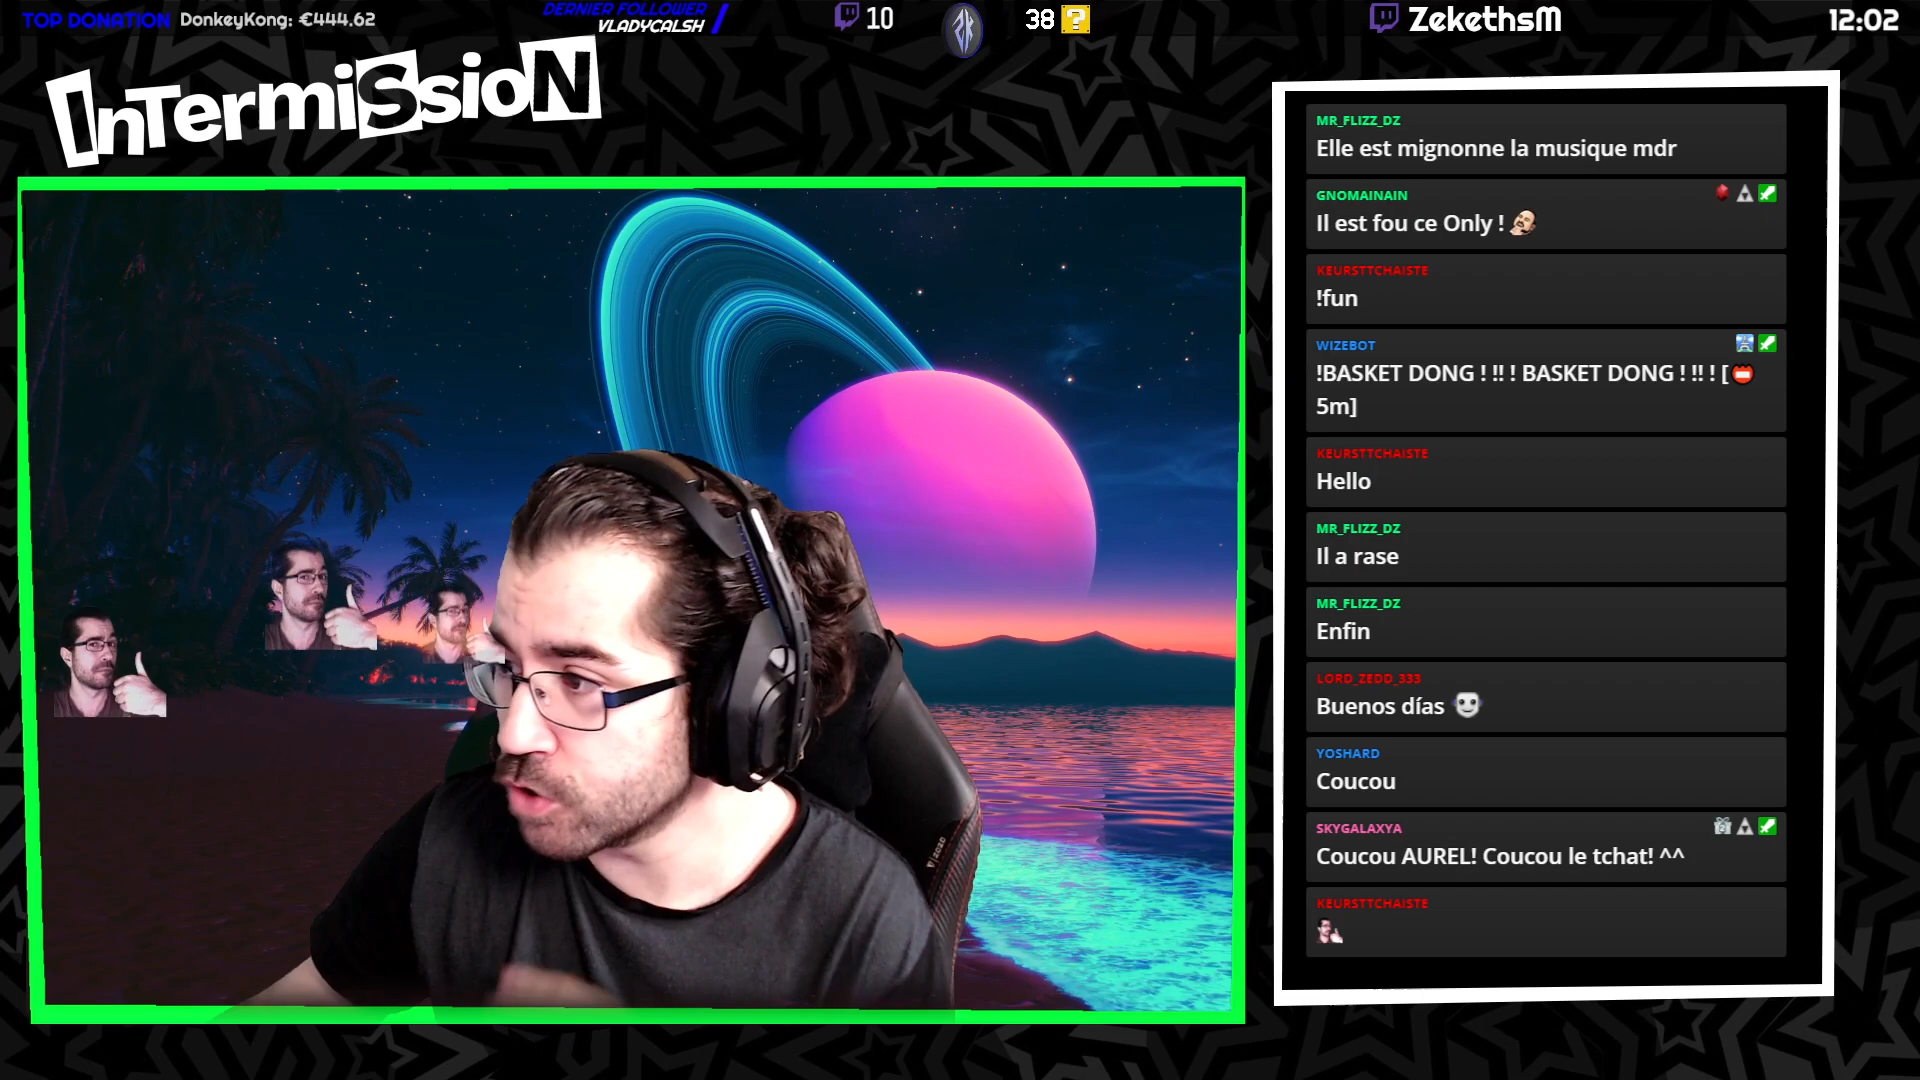 TOP DONATION DonkeyKong: €444.62
DERNIER FOLLOWER
VLADYCALSH
10
38
ZekethsM
12:02
InTermiSsioN
MR_FLIZZ_DZ
Elle est mignonne la musique mdr
GNOMAINAIN
Il est fou ce Only !
KEURSTTCHAISTE
!fun
WIZEBOT
!BASKET DONG ! !! ! BASKET DONG ! !! ! [📛
5m]
KEURSTTCHAISTE
Hello
MR_FLIZZ_DZ
Il a rase
MR_FLIZZ_DZ
Enfin
LORD_ZEDD_333
Buenos días
YOSHARD
Coucou
SKYGALAXYA
Coucou AUREL! Coucou le tchat! ^^
KEURSTTCHAISTE